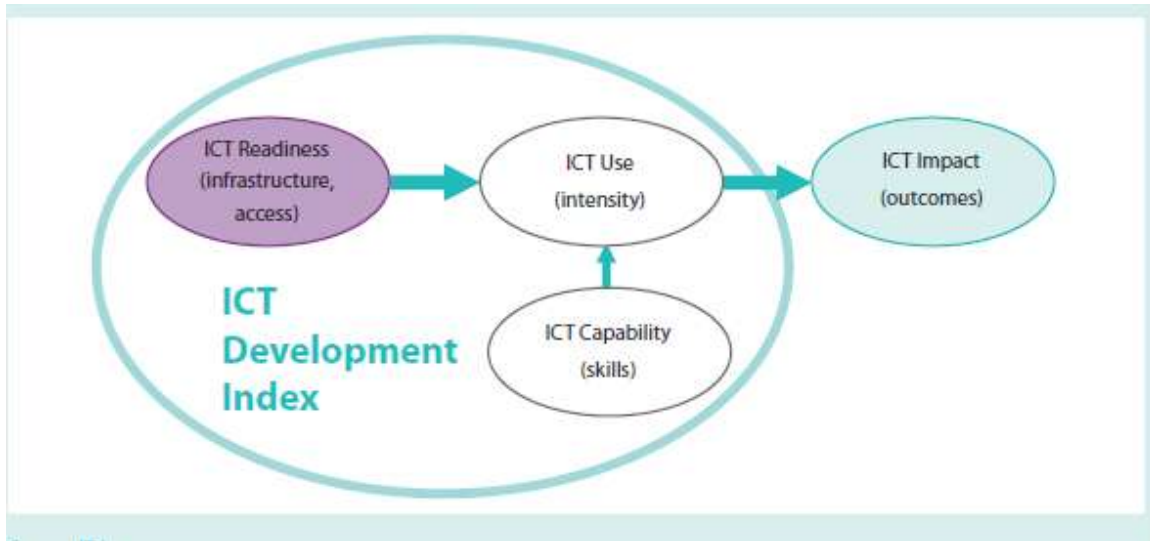 ICT Readiness
(infrastructure,
access)
ICT Use
(intensity)
ICT Impact
(outcomes)
ICT
Development
Index
ICT Capability
(skills)